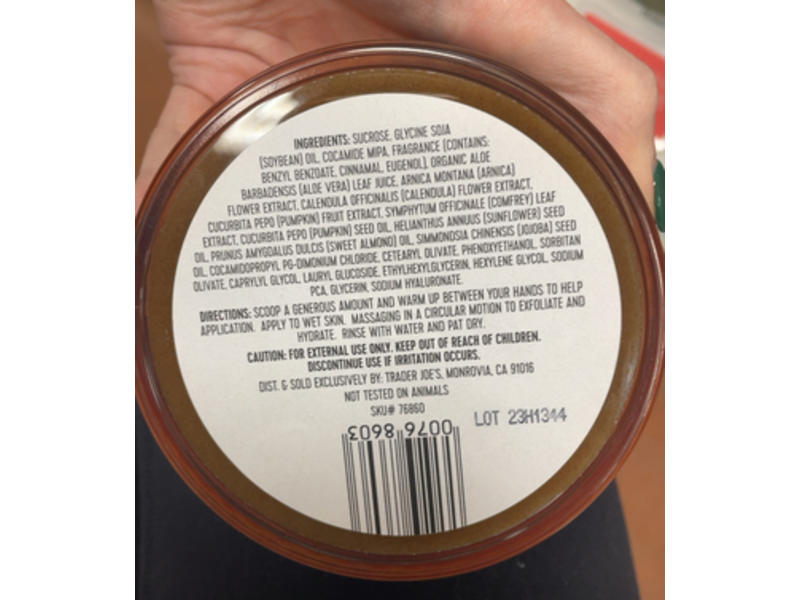 INGREDIENTS: SUCROSE, GLYCINE SOJA
(SOYBEAN) OIL, COCAMIDE MIPA, FRAGRANCE (CONTAINS:
BENZYL BENZOATE, CINNAMAL, EUGENOL), ORGANIC ALOE
BARBADENSIS (ALOE VERA) LEAF JUICE, ARNICA MONTANA (ARNICA)
FLOWER EXTRACT, CALENDULA OFFICINALIS (CALENDULA) FLOWER EXTRACT,
CUCURBITA PEPO (PUMPKIN) FRUIT EXTRACT, SYMPHYTUM OFFICINALE (COMFREY) LEAF
EXTRACT, CUCURBITA PEPO (PUMPKIN) SEED OIL, HELIANTHUS ANNUUS (SUNFLOWER) SEED
OIL, PRUNUS AMYGDALUS DULCIS (SWEET ALMOND) OIL, SIMMONDSIA CHINENSIS (JOJOBA) SEED
OIL, COCAMIDOPROPYL PG-DIMONIUM CHLORIDE, CETEARYL OLIVATE, PHENOXYETHANOL, SORBITAN
OLIVATE, CAPRYLYL GLYCOL, LAURYL GLUCOSIDE, ETHYLHEXYLGLYCERIN, HEXYLENE GLYCOL, SODIUM
PCA, GLYCERIN, SODIUM HYALURONATE.
DIRECTIONS: SCOOP A GENEROUS AMOUNT AND WARM UP BETWEEN YOUR HANDS TO HELP
APPLICATION. APPLY TO WET SKIN. MASSAGING IN A CIRCULAR MOTION TO EXFOLIATE AND
HYDRATE. RINSE WITH WATER AND PAT DRY.
CAUTION: FOR EXTERNAL USE ONLY. KEEP OUT OF REACH OF CHILDREN.
DISCONTINUE USE IF IRRITATION OCCURS.
DIST. & SOLD EXCLUSIVELY BY: TRADER JOE'S, MONROVIA, CA 91016
NOT TESTED ON ANIMALS
SKU# 76860
LOT 23H1344
0076 8603